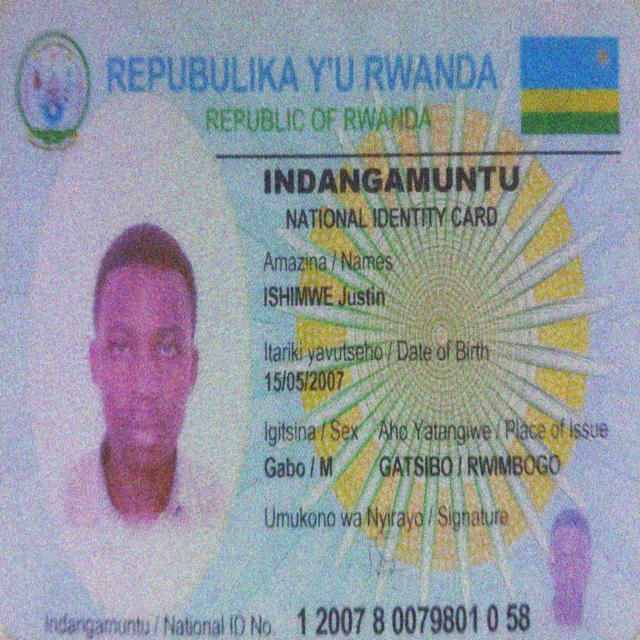 REPUBULIKA Y'U RWANDA
REPUBLIC OF RWANDA
INDANGAMUNTU
NATIONAL IDENTITY CARD
Amazina / Names
ISHIMWE Justin
Itariki yavutseho / Date of Birth
15/05/2007
Igitsina / Sex Aho Yatangiwe / Place of Issue
Gabo / M GATSIBO / RWIMBOGO
Umukono wa Nyirayo / Signature
Indangamuntu / National ID No. 1 2007 8 0079801 0 58